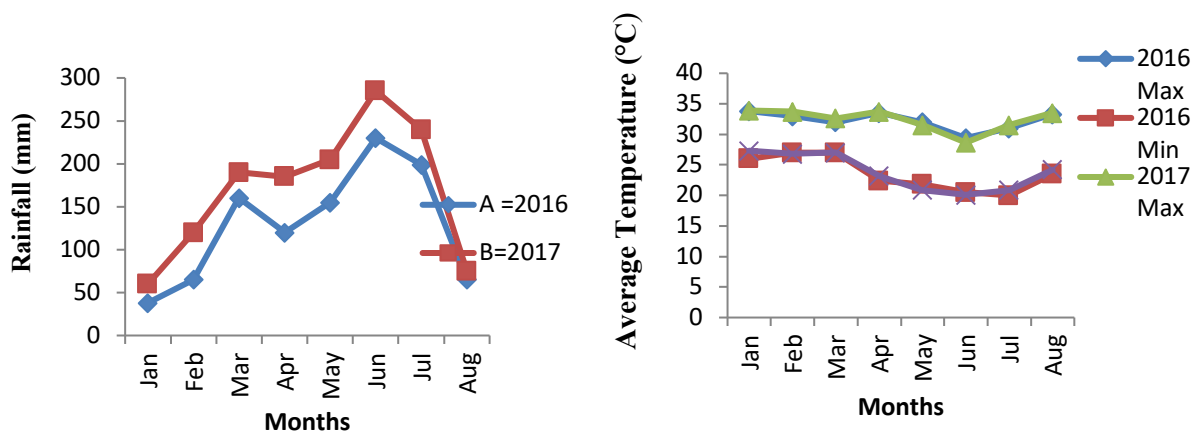 Rainfall (mm)
300
250
200
150
100
50
0
A =2016
B=2017
Jan
Feb
Mar
Apr
May
Jun
Jul
Aug
Months
Average Temperature (°C)
40
35
30
25
20
15
10
5
0
Jan
Feb
Mar
Apr
May
Jun
Jul
Aug
Months
2016
Max
2016
Min
2017
Max